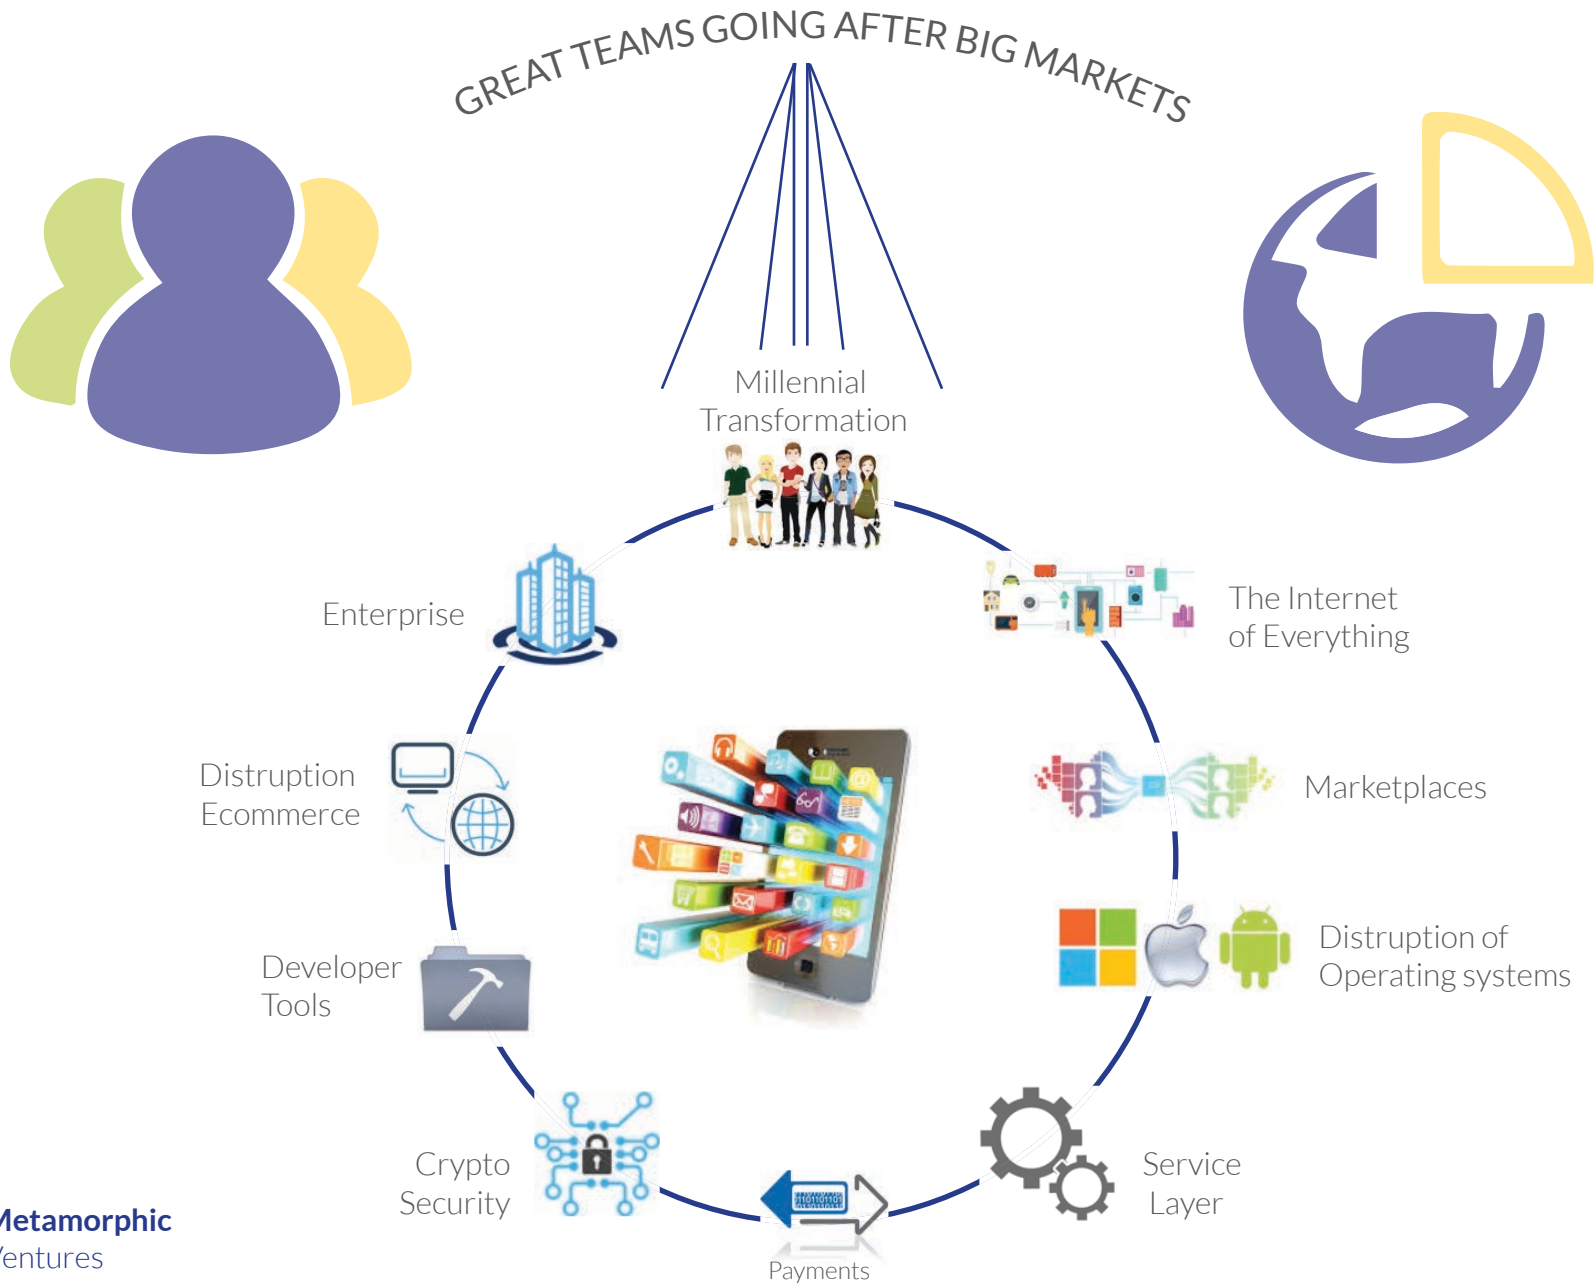 GREAT TEAMS GOING AFTER BIG MARKETS
Millennial
Transformation
The Internet
of Everything
Marketplaces
Distruption of
Operating systems
Service
Layer
Payments
Crypto
Security
Developer
Tools
Distruption
Ecommerce
Enterprise
Metamorphic
Ventures